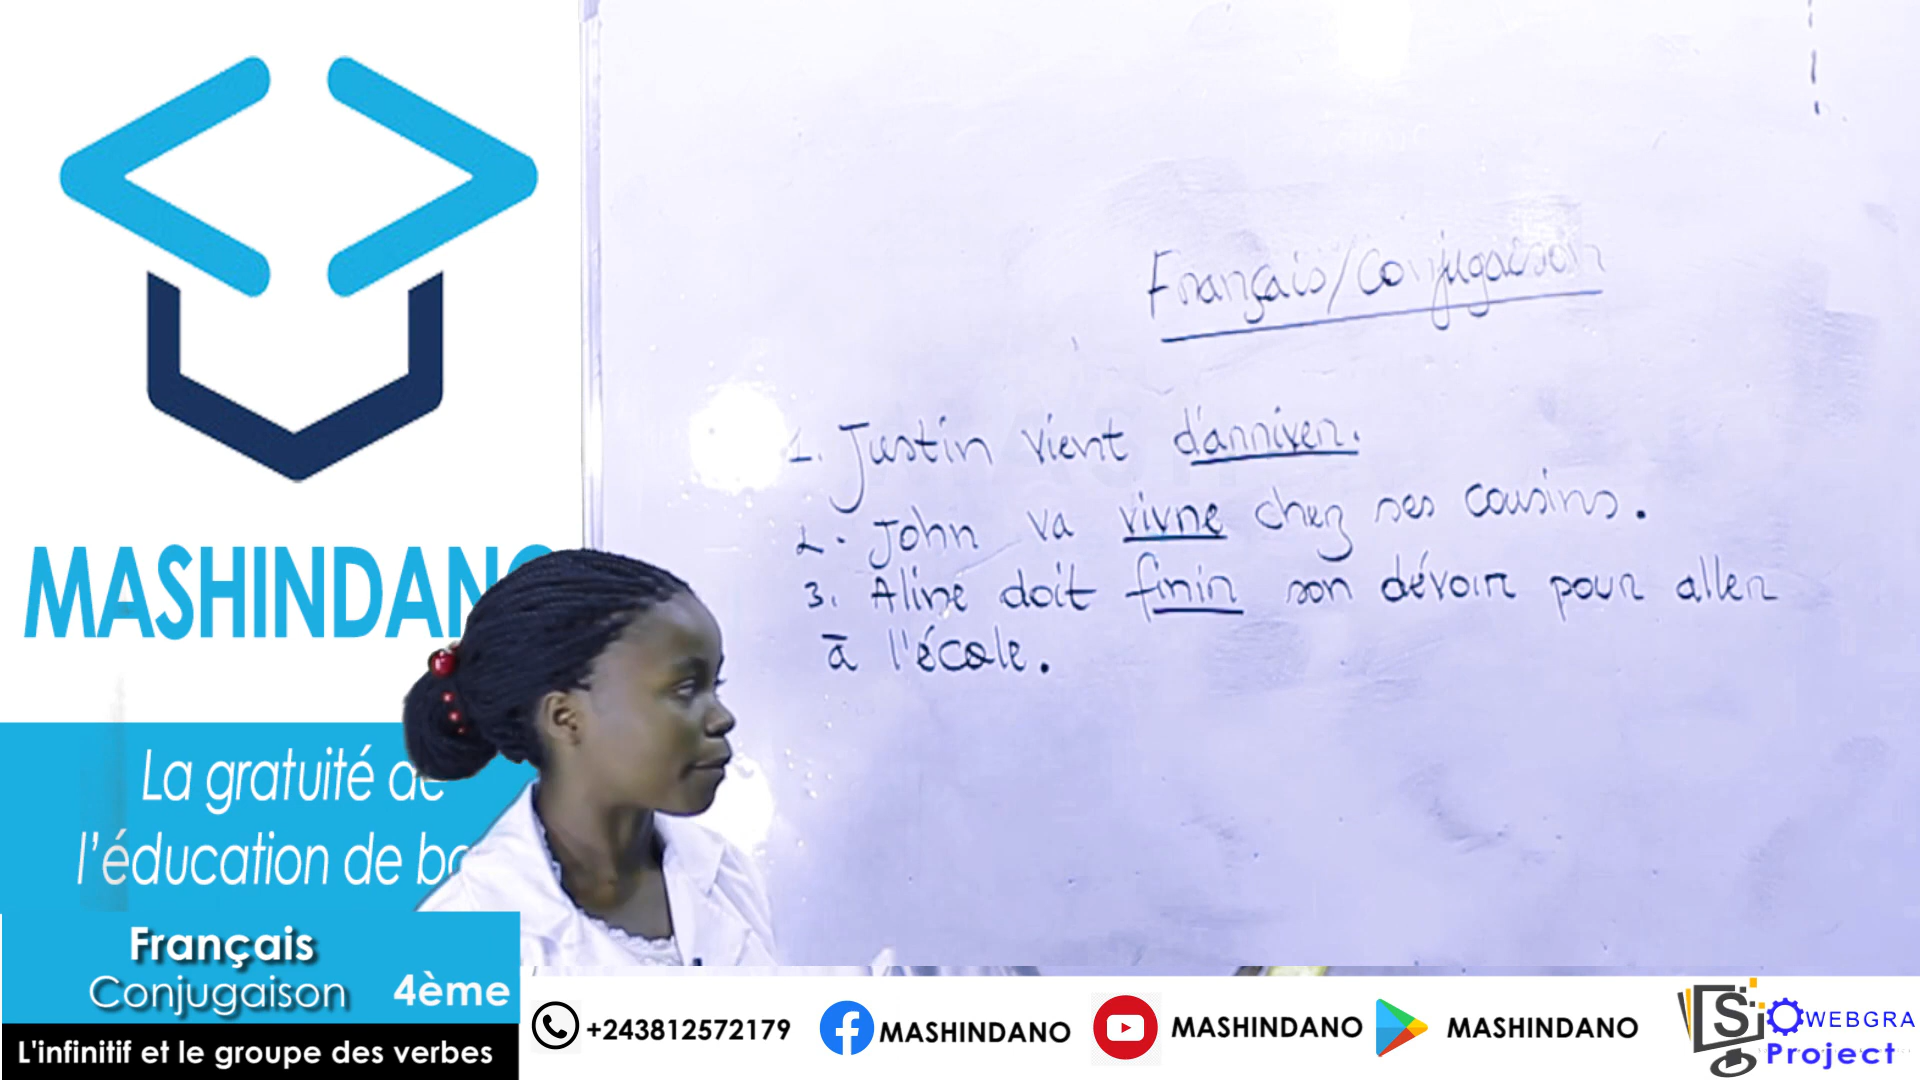 Français/Conjugaison
1. Justin vient d'arriver.
2. John va vivre chez ses cousins.
3. Aline doit finir son dévoir pour aller
à l'école.
MASHINDANO
La gratuité de
l'éducation de
Français
Conjugaison 4ème
L'infinitif et le groupe des verbes
+243812572179 MASHINDANO MASHINDANO MASHINDANO
WEBGRA
Project